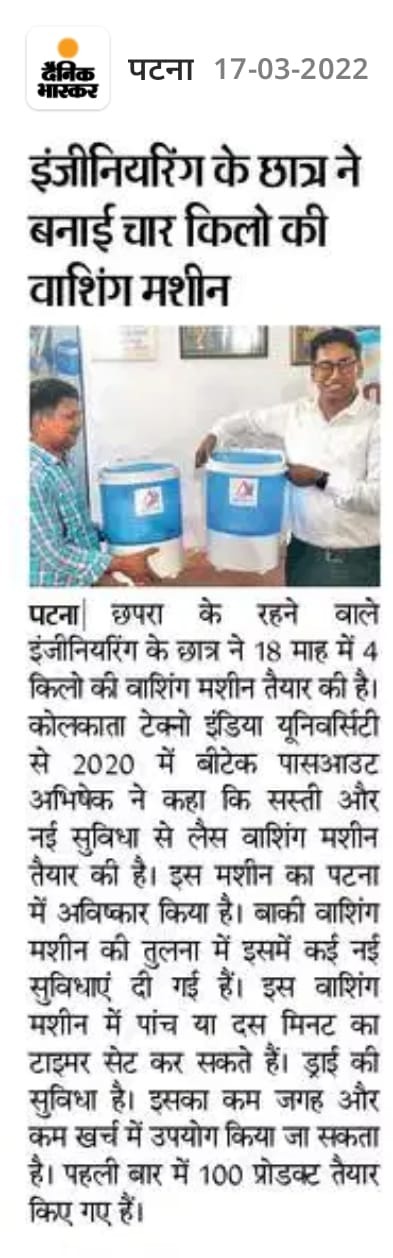 दैनिक
भास्कर
पटना 17-03-2022
इंजीनियरिंग के छात्र ने
बनाई चार किलो की
वाशिंग मशीन
पटना| छपरा के रहने वाले
इंजीनियरिंग के छात्र ने 18 माह में 4
किलो की वाशिंग मशीन तैयार की है।
कोलकाता टेक्नो इंडिया यूनिवर्सिटी
से 2020 में बीटेक पासआउट
अभिषेक ने कहा कि सस्ती और
नई सुविधा से लैस वाशिंग मशीन
तैयार की है। इस मशीन का पटना
में अविष्कार किया है। बाकी वाशिंग
मशीन की तुलना में इसमें कई नई
सुविधाएं दी गई हैं। इस वाशिंग
मशीन में पांच या दस मिनट का
टाइमर सेट कर सकते हैं। ड्राई की
सुविधा है। इसका कम जगह और
कम खर्च में उपयोग किया जा सकता
है। पहली बार में 100 प्रोडक्ट तैयार
किए गए हैं।